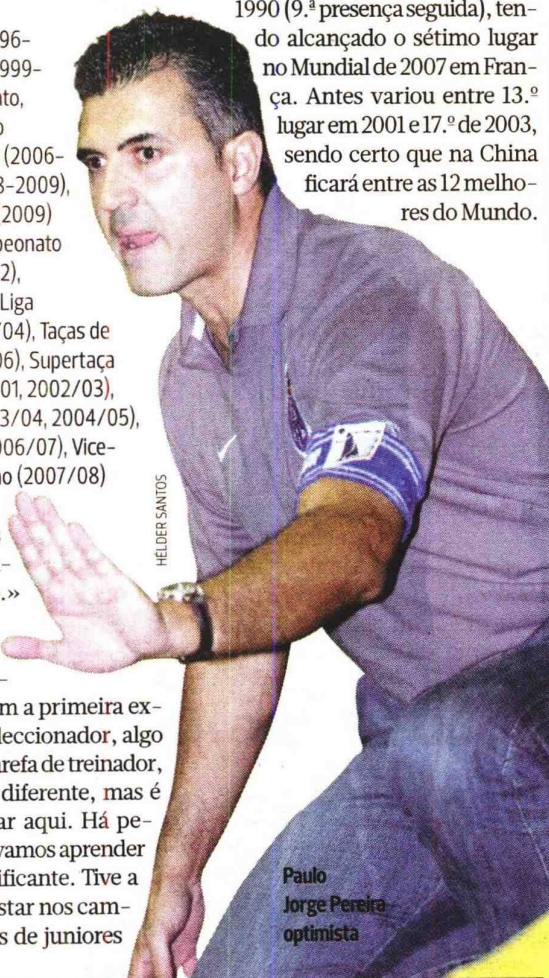 96–
999–
ato,
o
(2006–
8–2009),
2009)
peonato
2),
Liga
/04), Taças de
06), Supertaça
01, 2002/03),
3/04, 2004/05),
006/07), Vice–
no (2007/08)
–
.»
m a primeira ex–
leccionador, algo
arefa de treinador,
diferente, mas é
ar aqui. Há pe–
vamos aprender
ificante. Tive a
star nos cam–
s de juniores
1990 (9.ª presença seguida), ten–
do alcançado o sétimo lugar
no Mundial de 2007 em Fran–
ça. Antes variou entre 13.º
lugar em 2001 e 17.º de 2003,
sendo certo que na China
ficará entre as 12 melho–
res do Mundo.
HÉLDER SANTOS
Paulo
Jorge Pereira
optimista